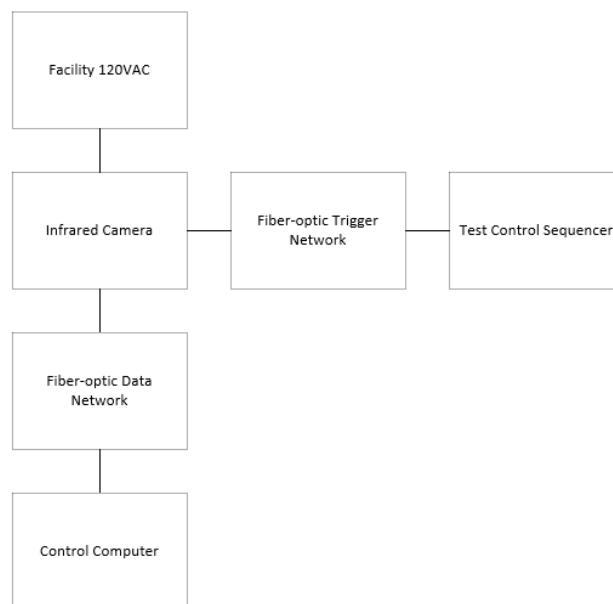 Facility 120VAC
Infrared Camera
Fiber-optic Trigger
Network
Test Control Sequencer
Fiber-optic Data
Network
Control Computer